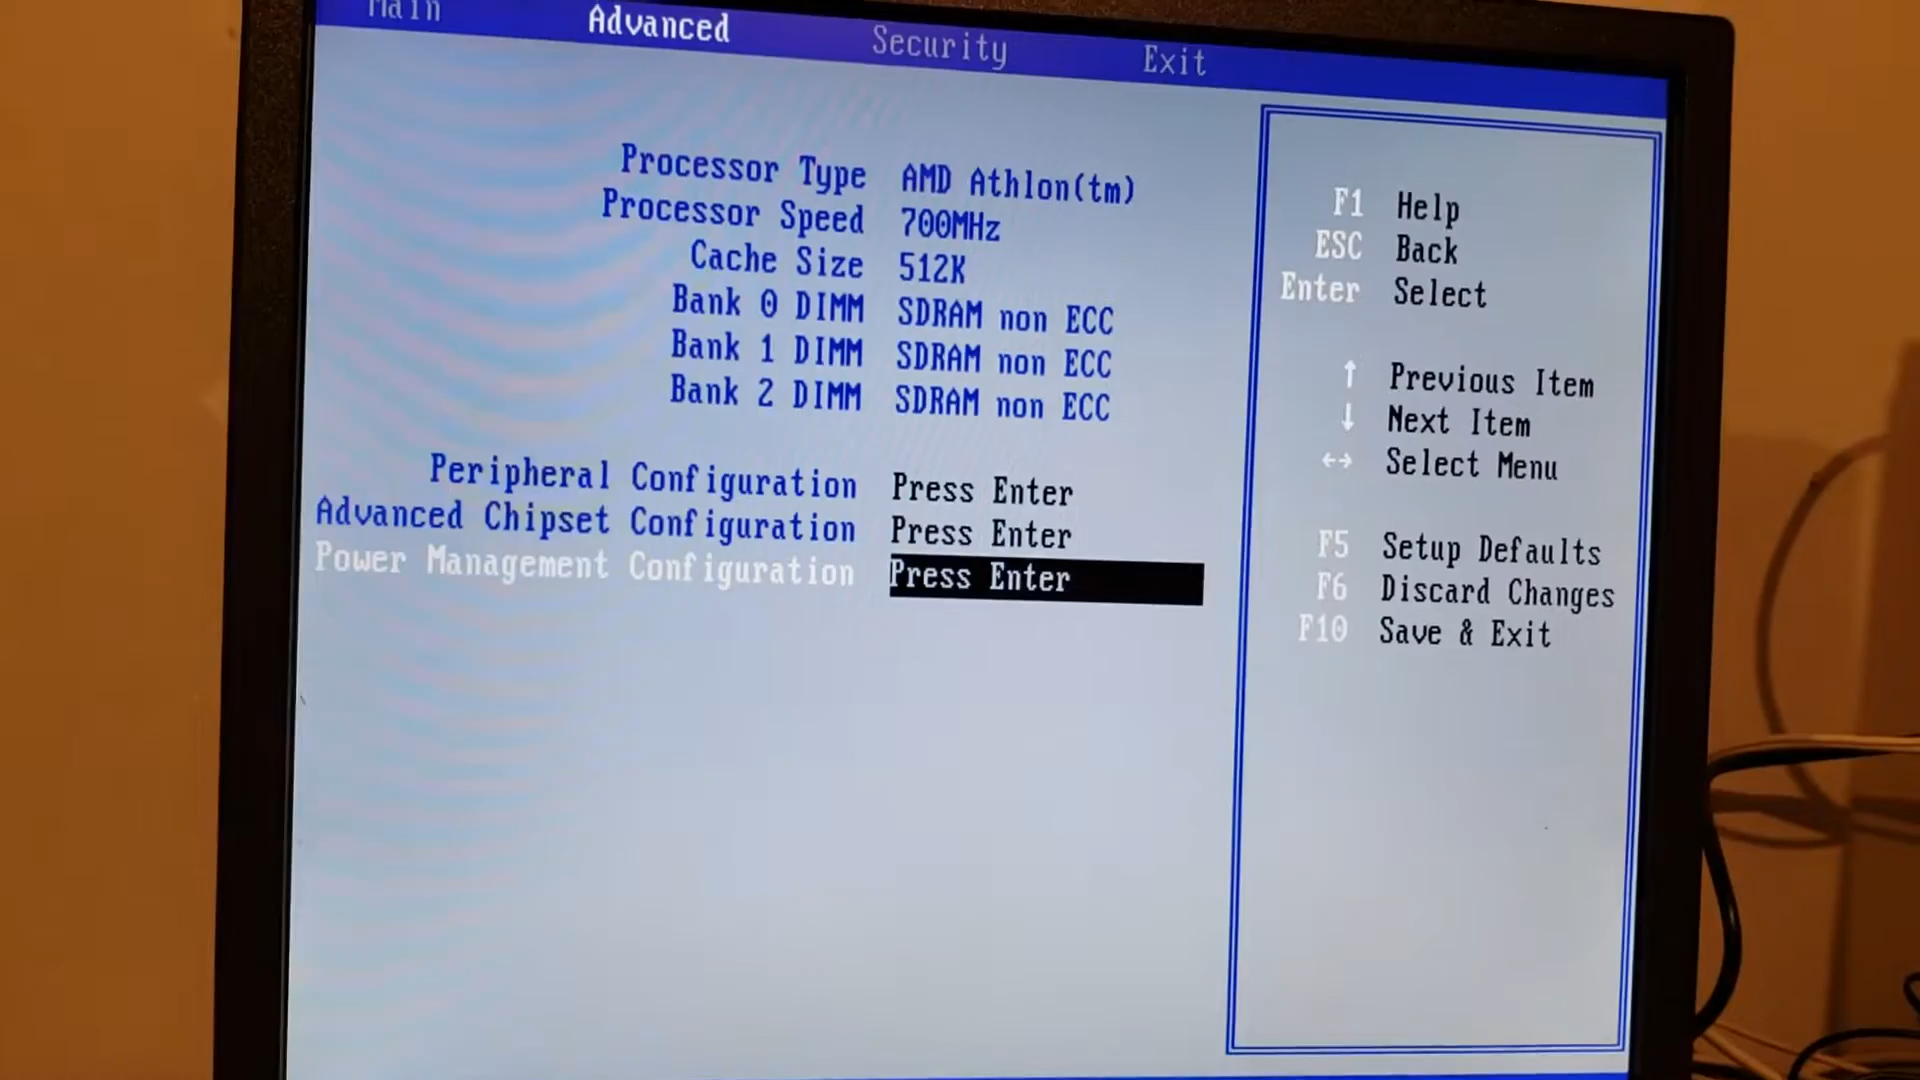 Main Advanced Security Exit
Processor Type AMD Athlon(tm)
Processor Speed 700MHz
Cache Size 512K
Bank 0 DIMM SDRAM non ECC
Bank 1 DIMM SDRAM non ECC
Bank 2 DIMM SDRAM non ECC
Peripheral Configuration Press Enter
Advanced Chipset Configuration Press Enter
Power Management Configuration Press Enter
F1 Help
ESC Back
Enter Select
↑ Previous Item
↓ Next Item
↔ Select Menu
F5 Setup Defaults
F6 Discard Changes
F10 Save & Exit